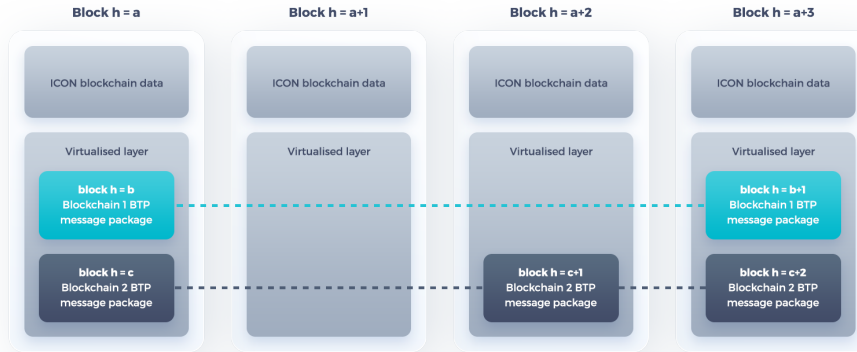 Block h = a
Block h = a+1
Block h = a+2
Block h = a+3
ICON blockchain data
ICON blockchain data
ICON blockchain data
ICON blockchain data
Virtualised layer
Virtualised layer
Virtualised layer
Virtualised layer
block h = b
Blockchain 1 BTP
message package
block h = b+1
Blockchain 1 BTP
message package
block h = c
Blockchain 2 BTP
message package
block h = c+1
Blockchain 2 BTP
message package
block h = c+2
Blockchain 2 BTP
message package